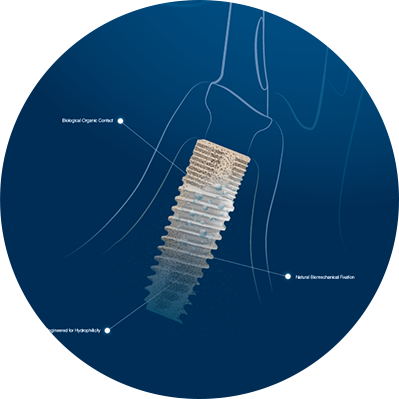 Biological Organic Contact
Natural Biomechanical Fixation
ngineered for Hydrophilicity